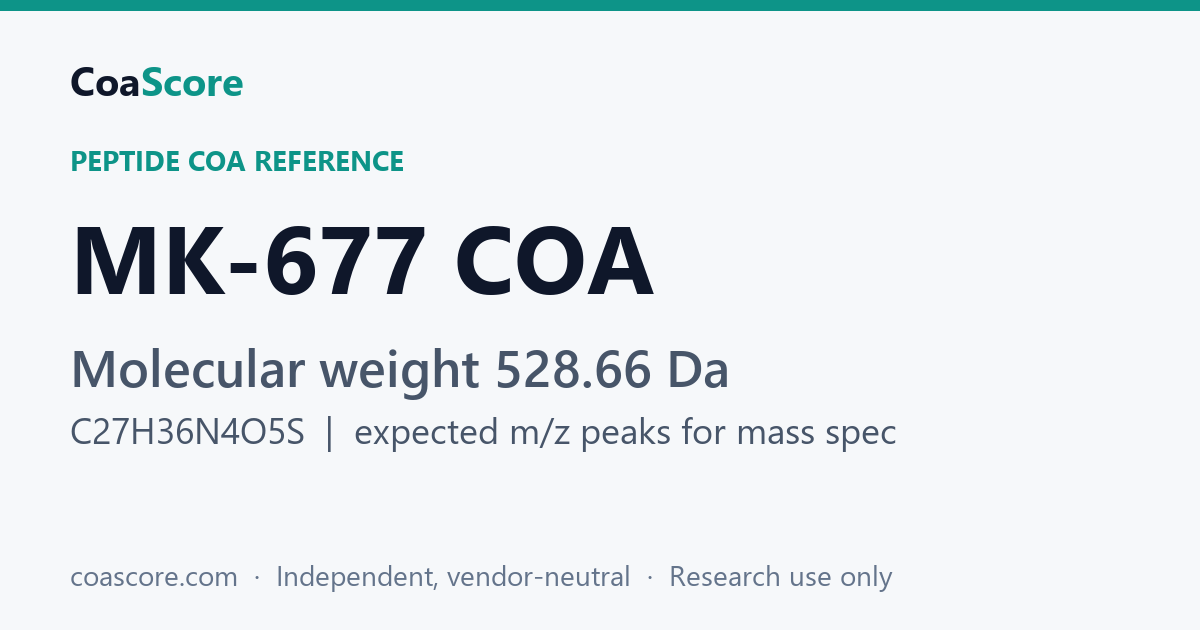 CoaScore
PEPTIDE COA REFERENCE
MK-677 COA
Molecular weight 528.66 Da
C27H36N4O5S | expected m/z peaks for mass spec
coascore.com · Independent, vendor-neutral · Research use only